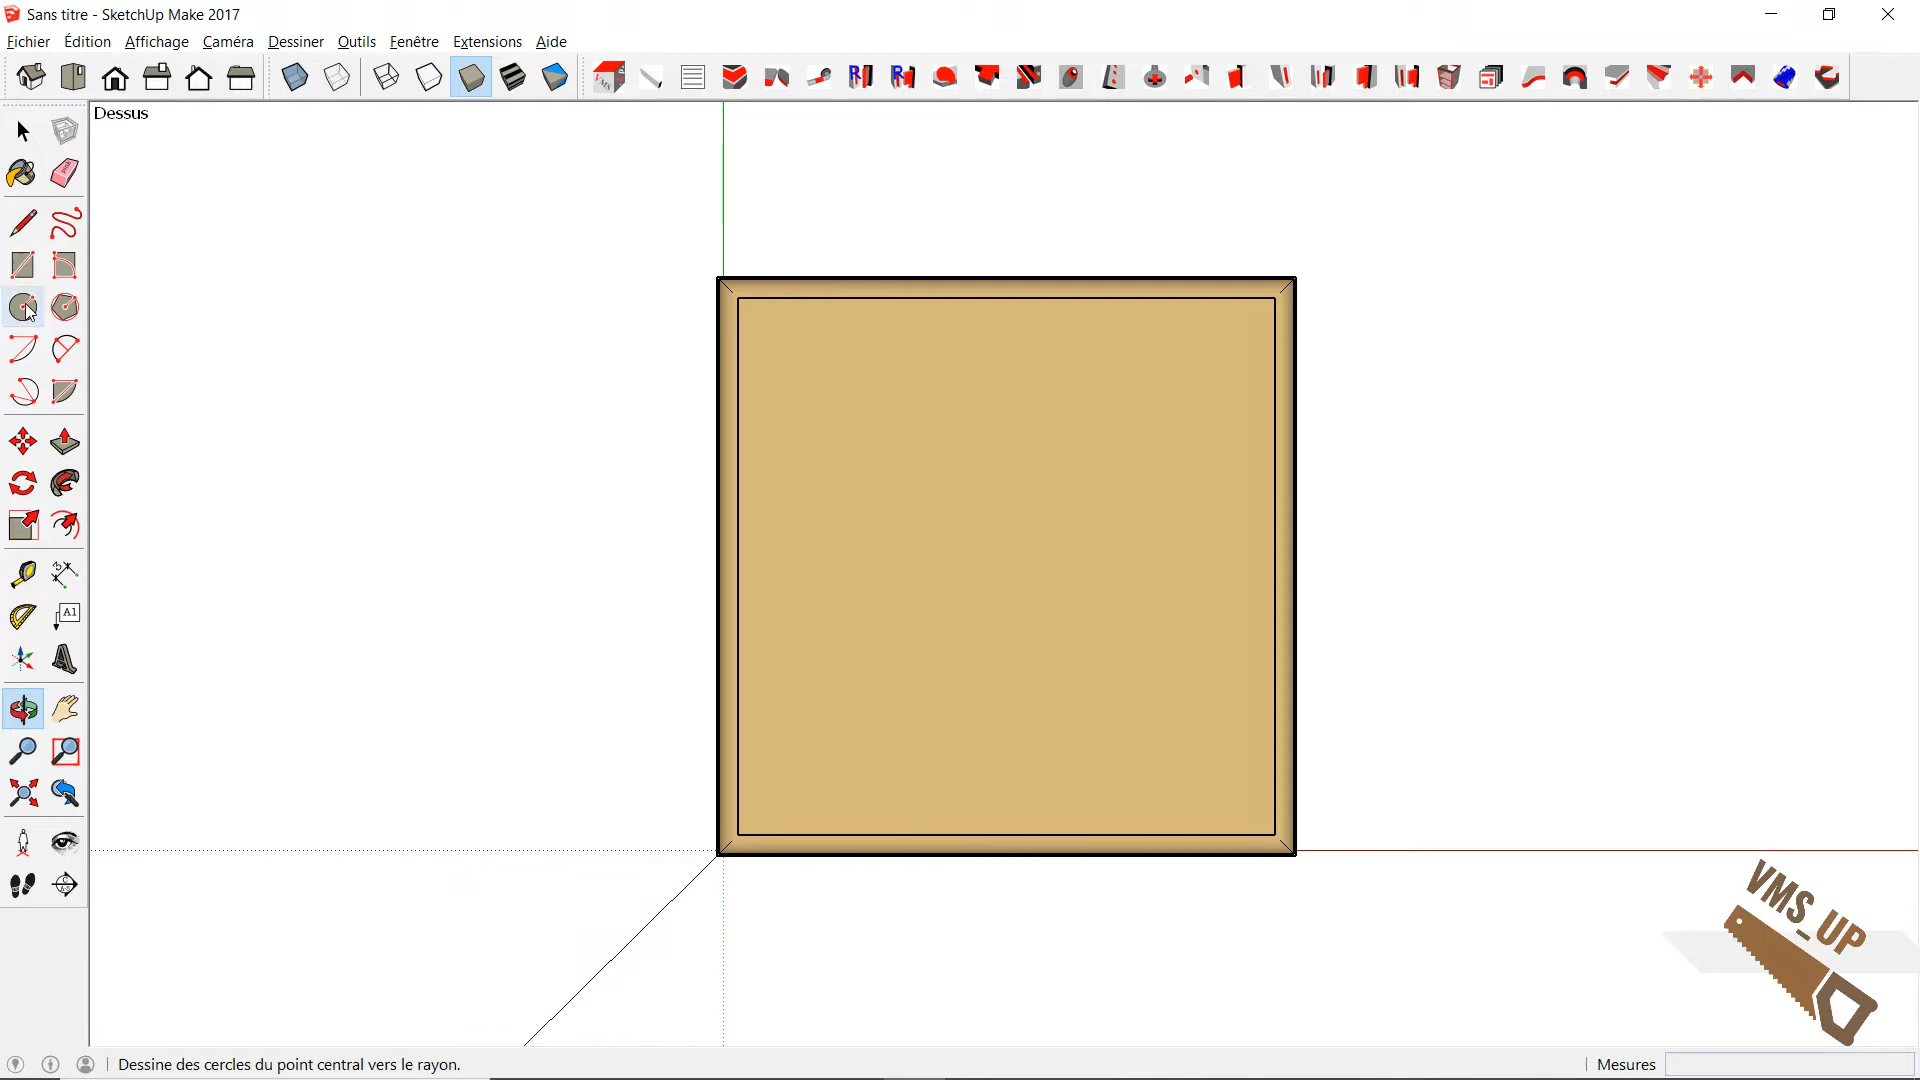 Sans titre - SketchUp Make 2017
Fichier Édition Affichage Caméra Dessiner Outils Fenêtre Extensions Aide
Dessus
A1
VMS_UP
Dessine des cercles du point central vers le rayon.
Mesures